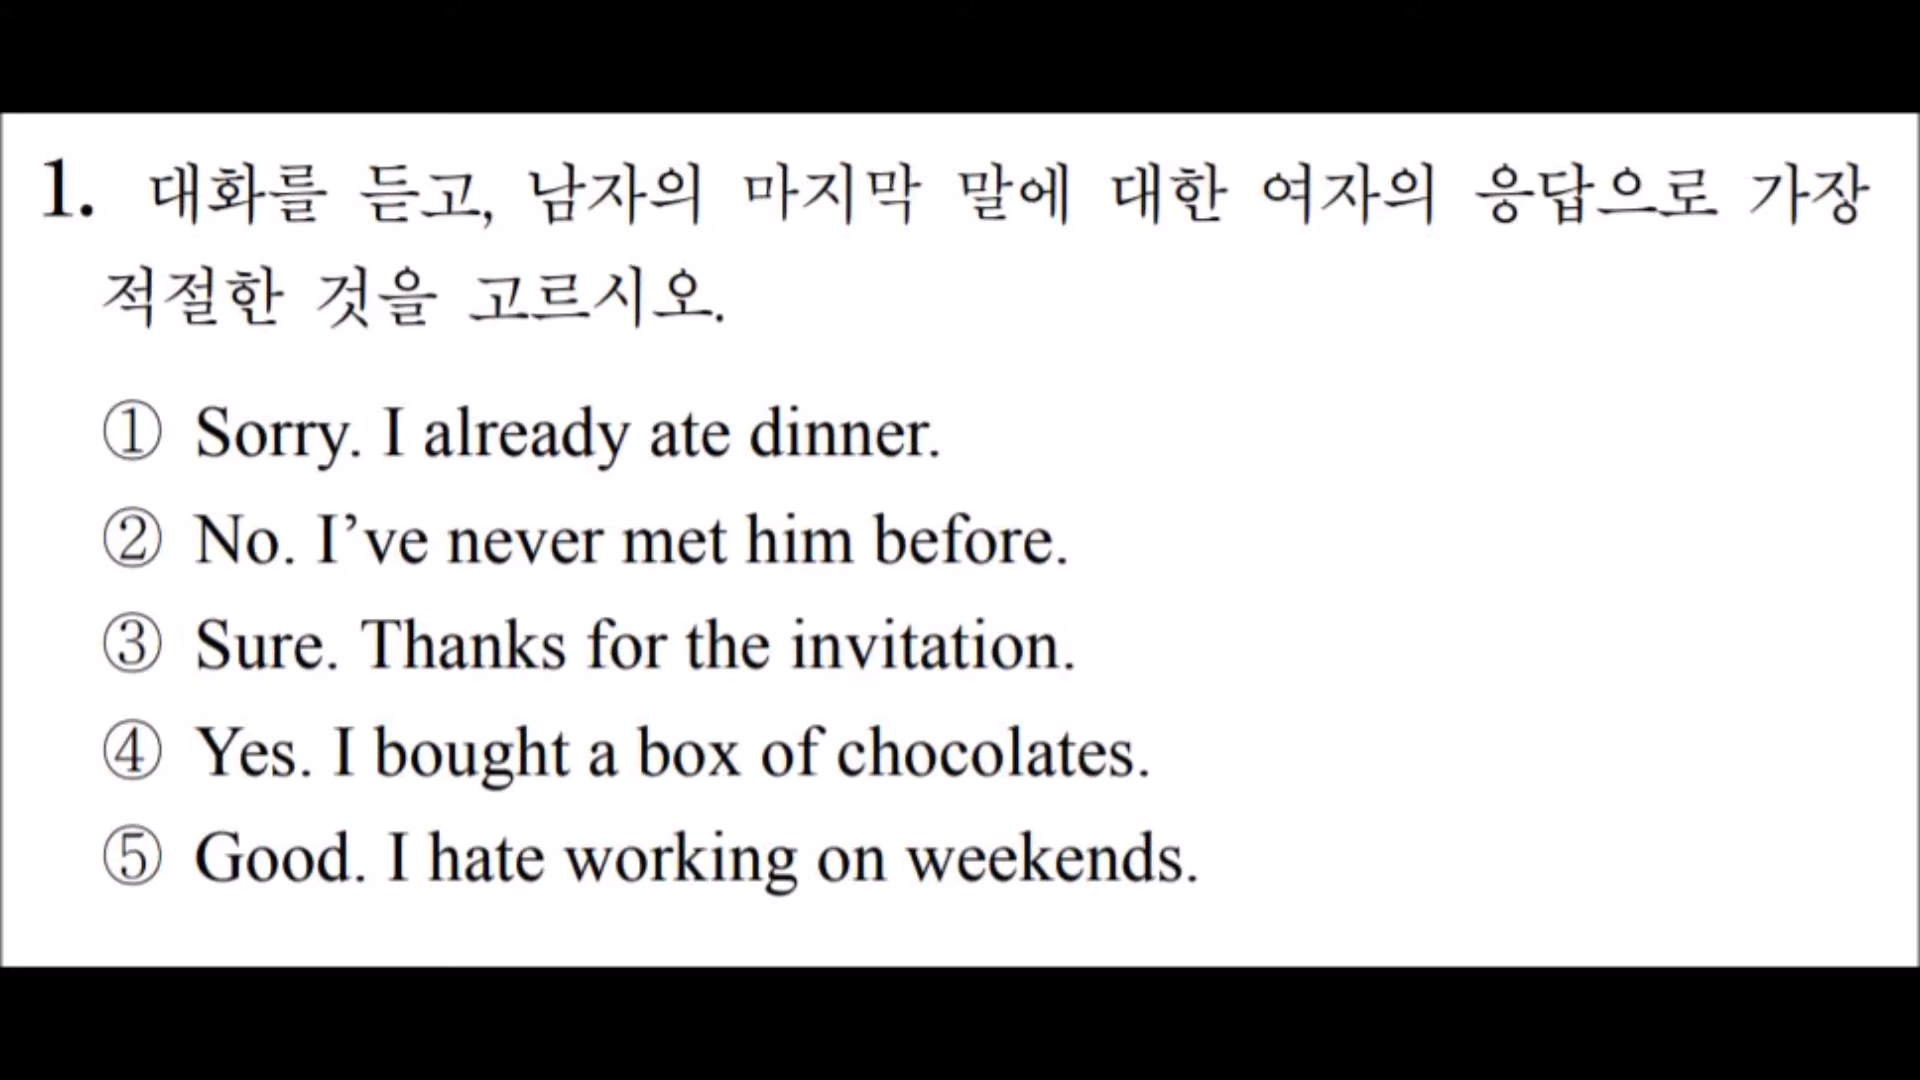 1. 대화를 듣고, 남자의 마지막 말에 대한 여자의 응답으로 가장
적절한 것을 고르시오.
① Sorry. I already ate dinner.
② No. I’ve never met him before.
③ Sure. Thanks for the invitation.
④ Yes. I bought a box of chocolates.
⑤ Good. I hate working on weekends.